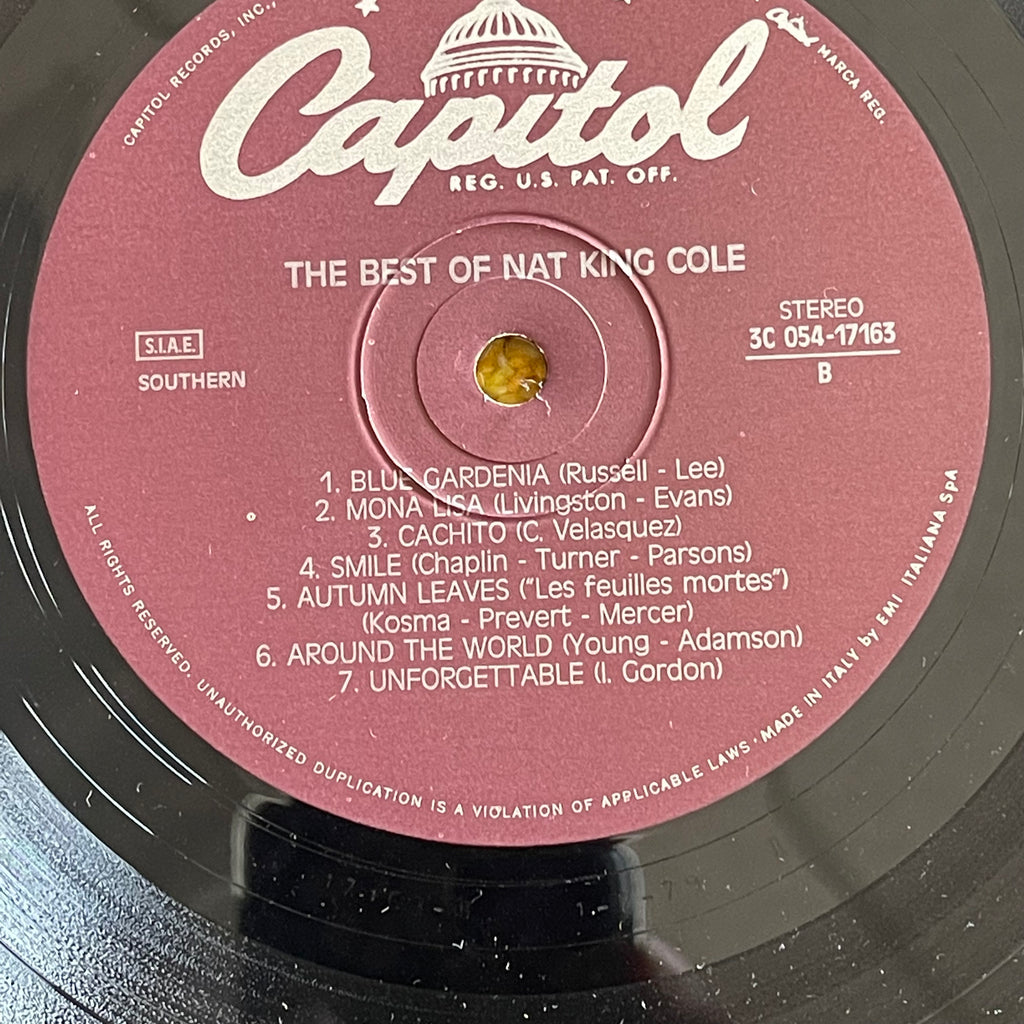 CAPITOL RECORDS, INC.,
MARCA REG.
Capitol
REG. U.S. PAT. OFF.
THE BEST OF NAT KING COLE
STEREO
3C 054-17163
B
S.I.A.E.
SOUTHERN
1. BLUE GARDENIA (Russell - Lee)
2. MONA LISA (Livingston - Evans)
3. CACHITO (C. Velasquez)
4. SMILE (Chaplin - Turner - Parsons)
5. AUTUMN LEAVES ("Les feuilles mortes")
(Kosma - Prevert - Mercer)
6. AROUND THE WORLD (Young - Adamson)
7. UNFORGETTABLE (I. Gordon)
ALL RIGHTS RESERVED. UNAUTHORIZED DUPLICATION IS A VIOLATION OF APPLICABLE LAWS · MADE IN ITALY by EMI ITALIANA SpA